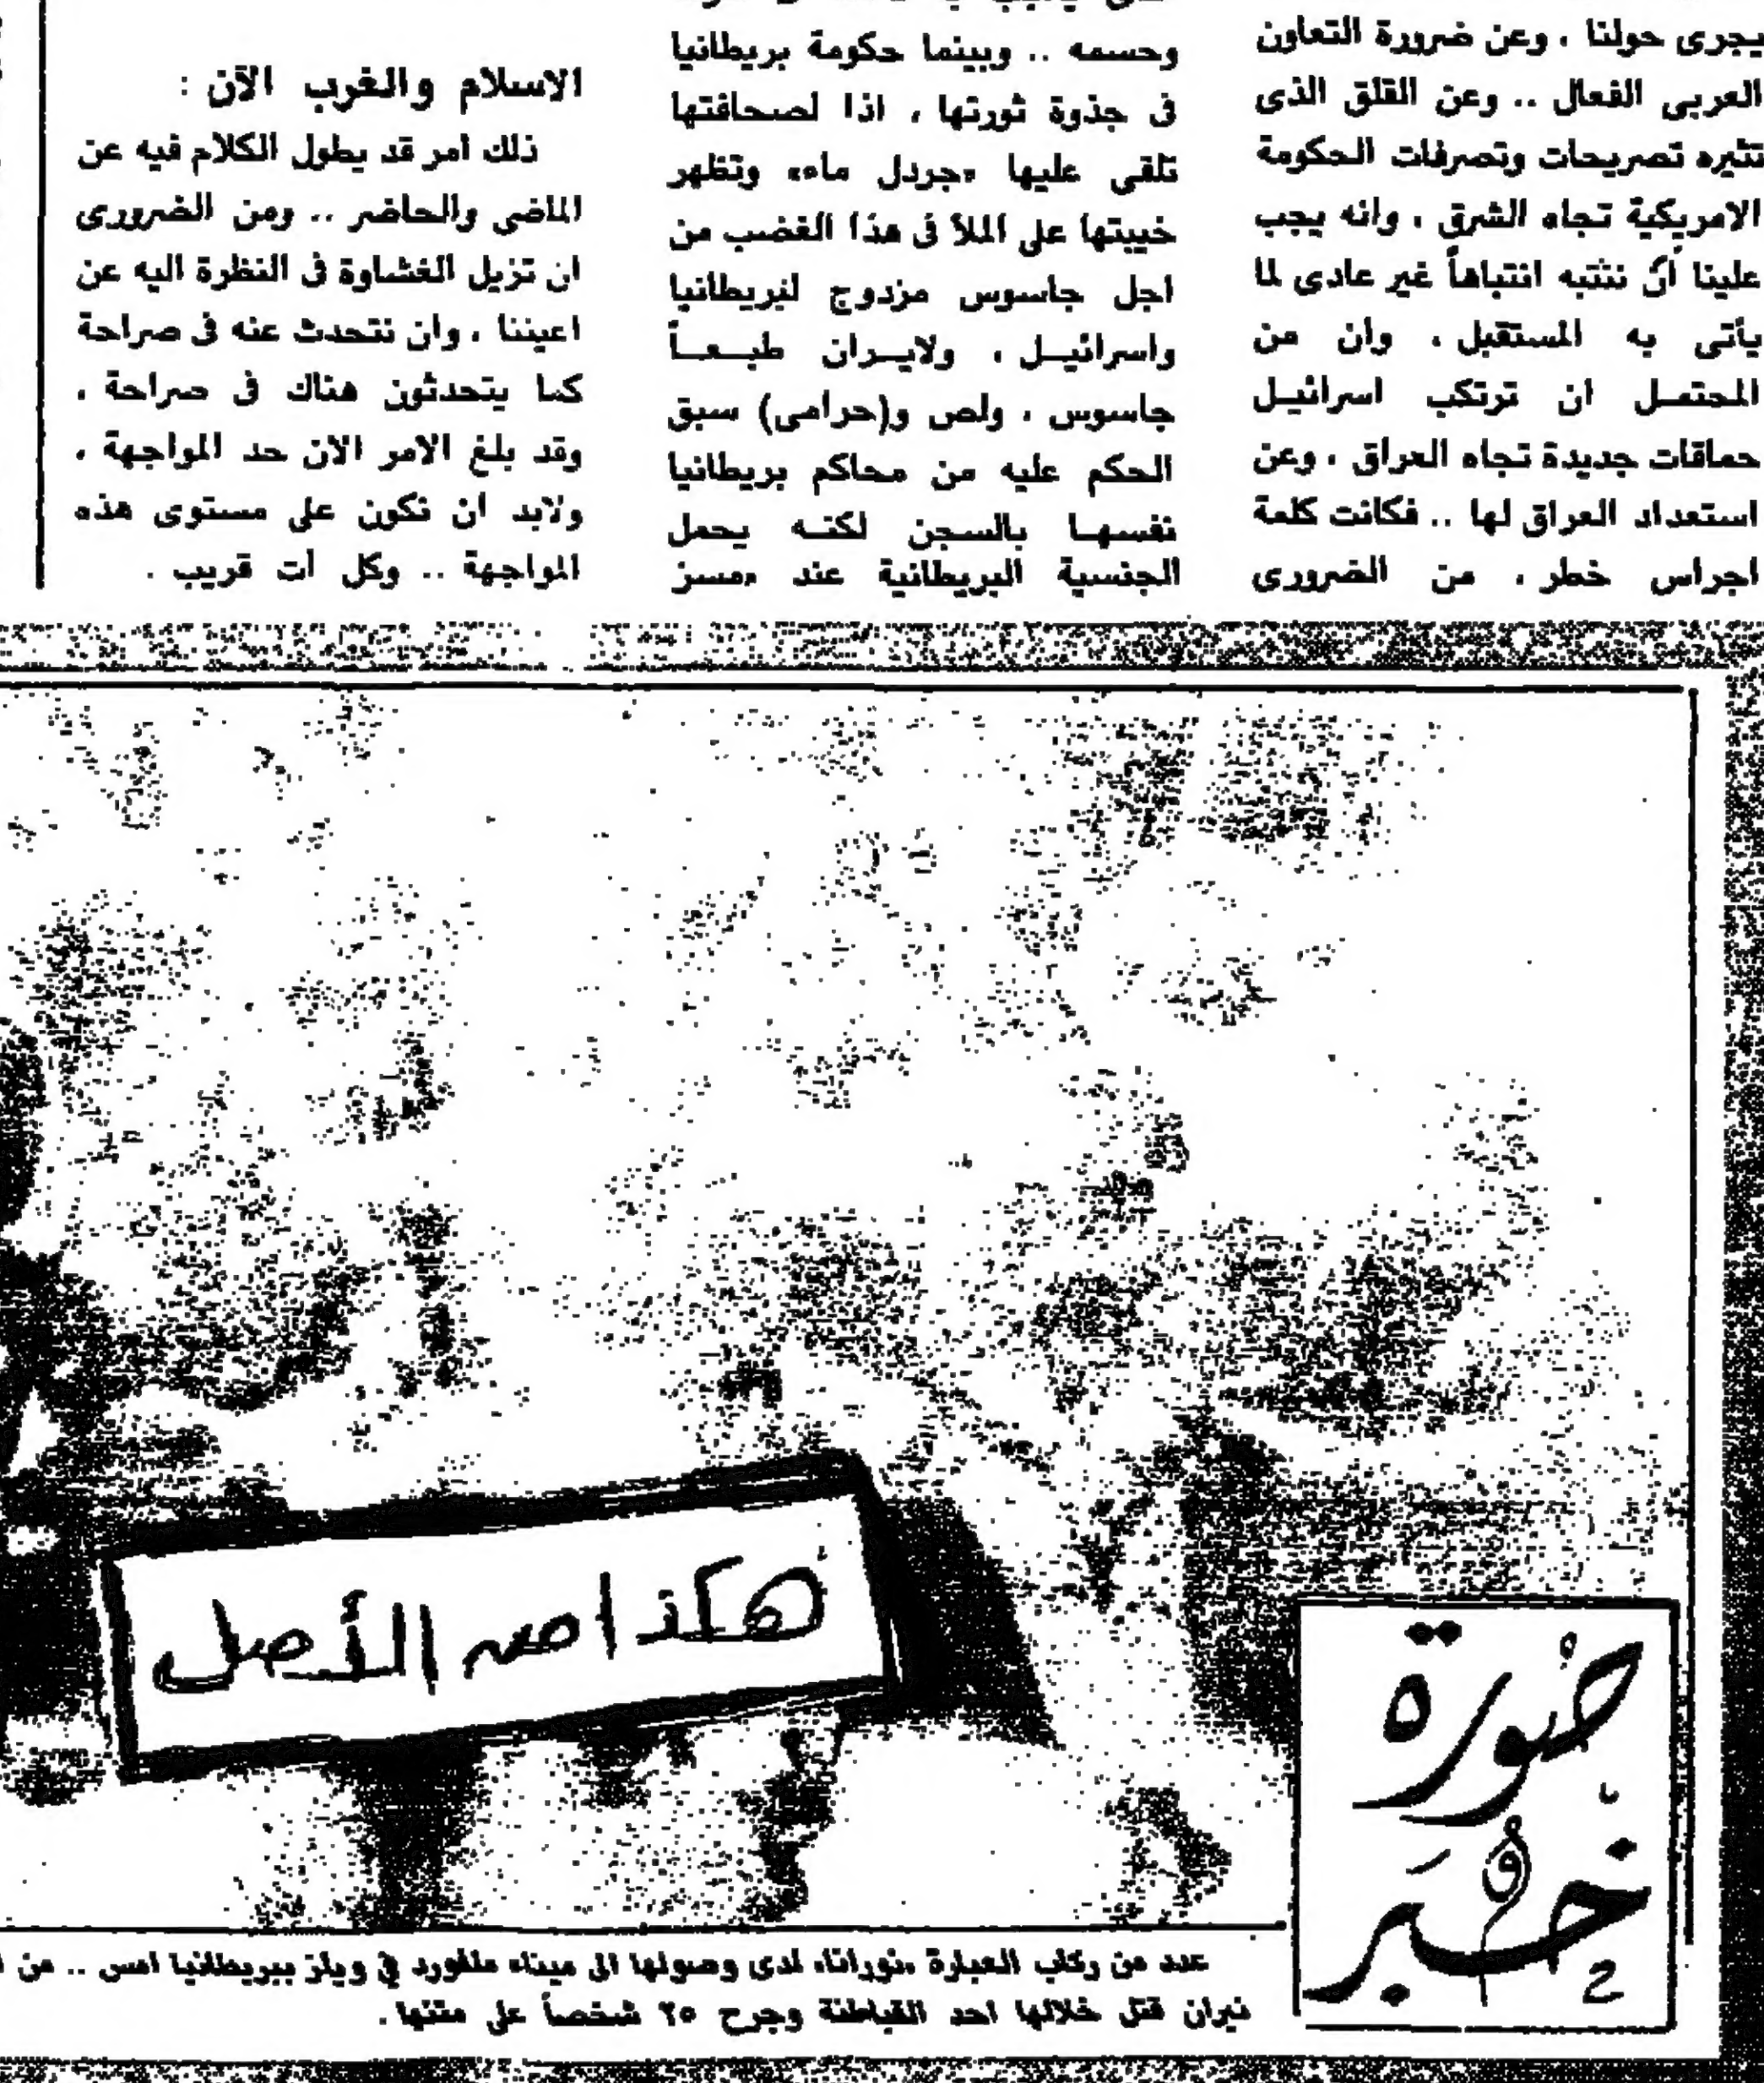 يجرى حولنا ، وعن ضرورة التعاون
العربى الفعال .. وعن القلق الذى
تثيره تصريحات وتصرفات الحكومة
الامريكية تجاه الشرق ، وانه يجب
علينا أن ننتبه انتباهاً غير عادى لما
يأتى به المستقبل ، وأن من
المحتمل ان ترتكب اسرائيل
حماقات جديدة تجاه العراق ، وعن
استعداد العراق لها .. فكانت كلمة
اجراس خطر ، من الضرورى
وحسمه .. وبينما حكومة بريطانيا
فى جذوة ثورتها ، اذا لصحافتها
تلقى عليها «جردل ماء» وتظهر
خيبتها على الملأ فى هذا الغضب من
اجل جاسوس مزدوج لبريطانيا
واسرائيل ، ولايران طبعاً
جاسوس ، ولص و(حرامى) سبق
الحكم عليه من محاكم بريطانيا
نفسها بالسجن لكنه يحمل
الجنسية البريطانية عند «مسز
الاسلام والغرب الآن :
ذلك أمر قد يطول الكلام فيه عن
الماضى والحاضر .. ومن الضرورى
ان تزيل الغشاوة فى النظرة اليه عن
اعيننا ، وان نتحدث عنه فى صراحة
كما يتحدثون هناك فى صراحة ،
وقد بلغ الامر الان حد المواجهة ،
ولابد ان نكون على مستوى هذه
المواجهة .. وكل أت قريب .
هكذا من الأصل
صورة
وخبر
عدد من ركاب العبارة «نورانا» لدى وصولها الى ميناء ملفورد في ويلز ببريطانيا امس .. من
نيران قتل خلالها احد القباطنة وجرح ٢٥ شخصاً على متنها .